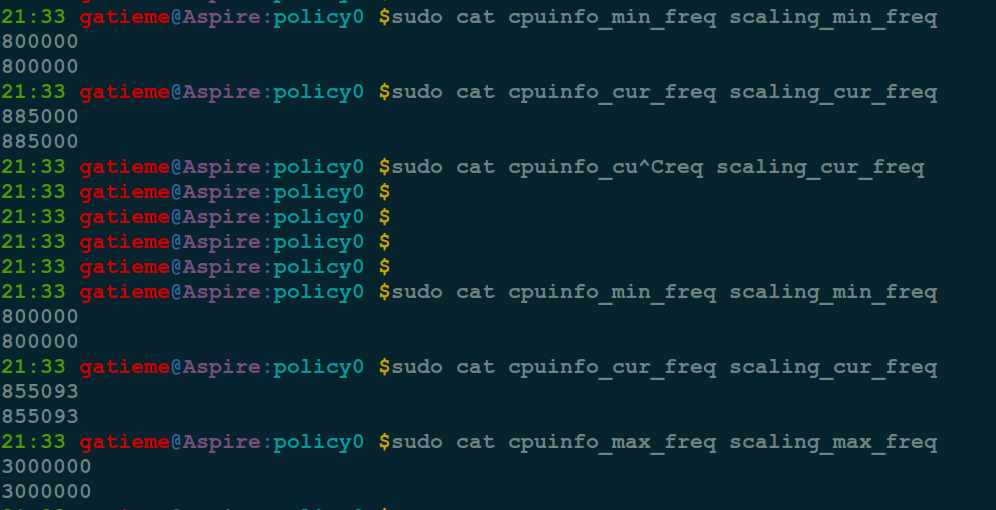 21:33 gatieme@Aspire:policy0 $sudo cat cpuinfo_min_freq scaling_min_freq
800000
800000
21:33 gatieme@Aspire:policy0 $sudo cat cpuinfo_cur_freq scaling_cur_freq
885000
885000
21:33 gatieme@Aspire:policy0 $sudo cat cpuinfo_cu^Creq scaling_cur_freq
21:33 gatieme@Aspire:policy0 $
21:33 gatieme@Aspire:policy0 $
21:33 gatieme@Aspire:policy0 $
21:33 gatieme@Aspire:policy0 $
21:33 gatieme@Aspire:policy0 $sudo cat cpuinfo_min_freq scaling_min_freq
800000
800000
21:33 gatieme@Aspire:policy0 $sudo cat cpuinfo_cur_freq scaling_cur_freq
855093
855093
21:33 gatieme@Aspire:policy0 $sudo cat cpuinfo_max_freq scaling_max_freq
3000000
3000000